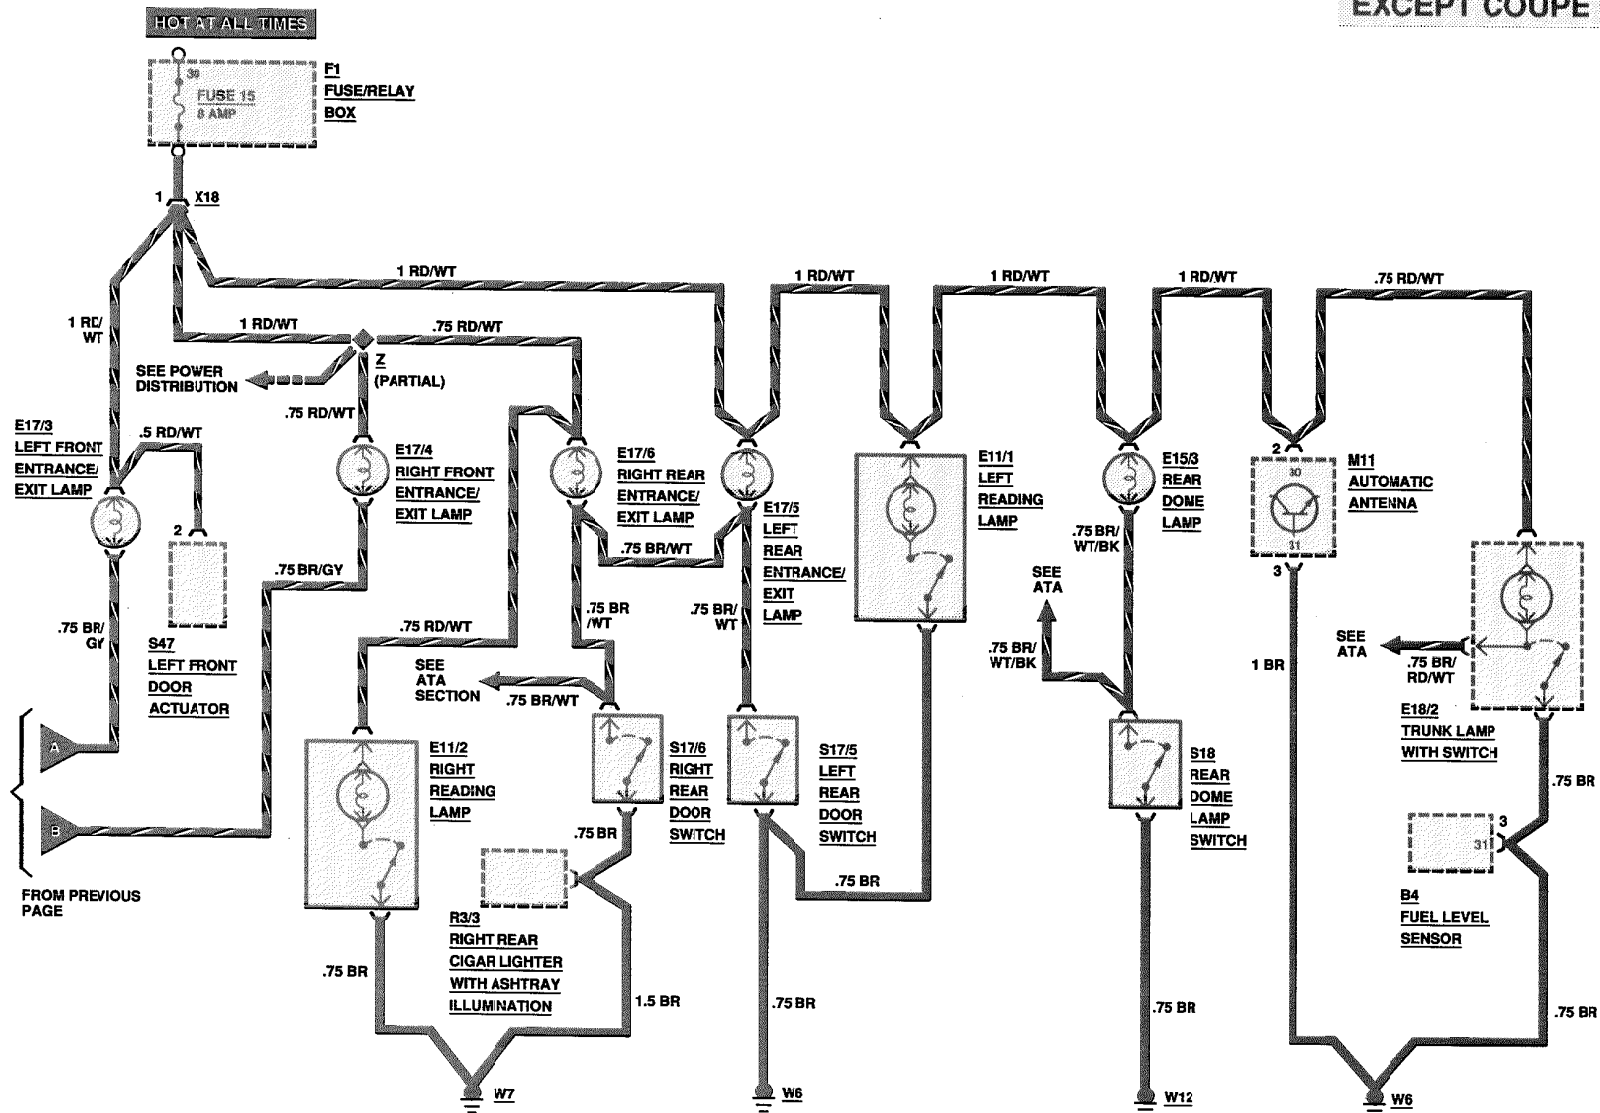 EXCEPT COUPE
HOT AT ALL TIMES
30
FUSE 15
8 AMP
F1
FUSE/RELAY
BOX
1
X18
1 RD/WT
1 RD/WT
1 RD/WT
1 RD/WT
.75 RD/WT
1 RD/
WT
1 RD/WT
.75 RD/WT
Z
(PARTIAL)
SEE POWER
DISTRIBUTION
.75 RD/WT
E17/3
LEFT FRONT
ENTRANCE/
EXIT LAMP
.5 RD/WT
2
S47
LEFT FRONT
DOOR
ACTUATOR
E17/4
RIGHT FRONT
ENTRANCE/
EXIT LAMP
E17/6
RIGHT REAR
ENTRANCE/
EXIT LAMP
E17/5
LEFT
REAR
ENTRANCE/
EXIT
LAMP
E11/1
LEFT
READING
LAMP
E15/3
REAR
DOME
LAMP
2
30
31
3
M11
AUTOMATIC
ANTENNA
.75 BR/WT
.75 BR/
WT/BK
.75 BR/GY
.75 BR/
GY
.75 RD/WT
.75 BR
/WT
.75 BR/
WT
SEE
ATA
.75 BR/
WT/BK
1 BR
SEE
ATA
.75 BR/
RD/WT
SEE
ATA
SECTION
.75 BR/WT
E18/2
TRUNK LAMP
WITH SWITCH
A
B
FROM PREVIOUS
PAGE
E11/2
RIGHT
READING
LAMP
S17/6
RIGHT
REAR
DOOR
SWITCH
S17/5
LEFT
REAR
DOOR
SWITCH
S18
REAR
DOME
LAMP
SWITCH
.75 BR
.75 BR
.75 BR
3
31
B4
FUEL LEVEL
SENSOR
R3/3
RIGHT REAR
CIGAR LIGHTER
WITH ASHTRAY
ILLUMINATION
.75 BR
1.5 BR
.75 BR
.75 BR
.75 BR
W7
W6
W12
W6